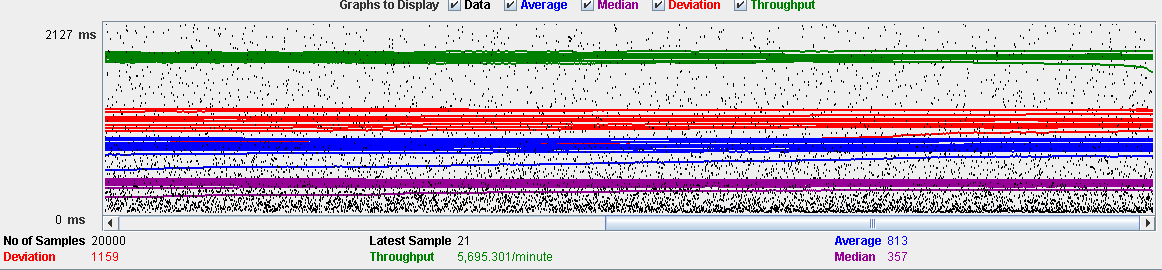 Graphs to Display Data Average Median Deviation Throughput
2127 ms
0 ms
No of Samples 20000 Latest Sample 21 Average 813
Deviation 1159 Throughput 5,695.301/minute Median 357